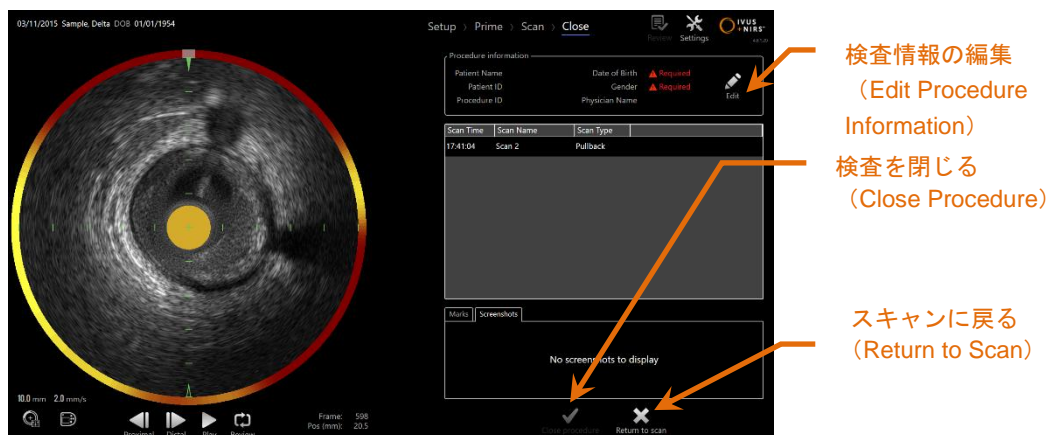 03/11/2015 Sample, Delta DOB 01/01/1954
Setup > Prime > Scan > Close
Review
Settings
IVUS
+NIRS
Procedure information
Patient Name
Date of Birth
Required
Patient ID
Gender
Required
Procedure ID
Physician Name
Edit
Scan Time Scan Name Scan Type
17:41:04 Scan 2 Pullback
Marks Screenshots
No screenshots to display
Close procedure
Return to scan
10.0 mm 2.0 mm/s
Proximal Distal Play Review
Frame: 598
Pos (mm): 20.5
検査情報の編集
（Edit Procedure
Information）
検査を閉じる
（Close Procedure）
スキャンに戻る
（Return to Scan）